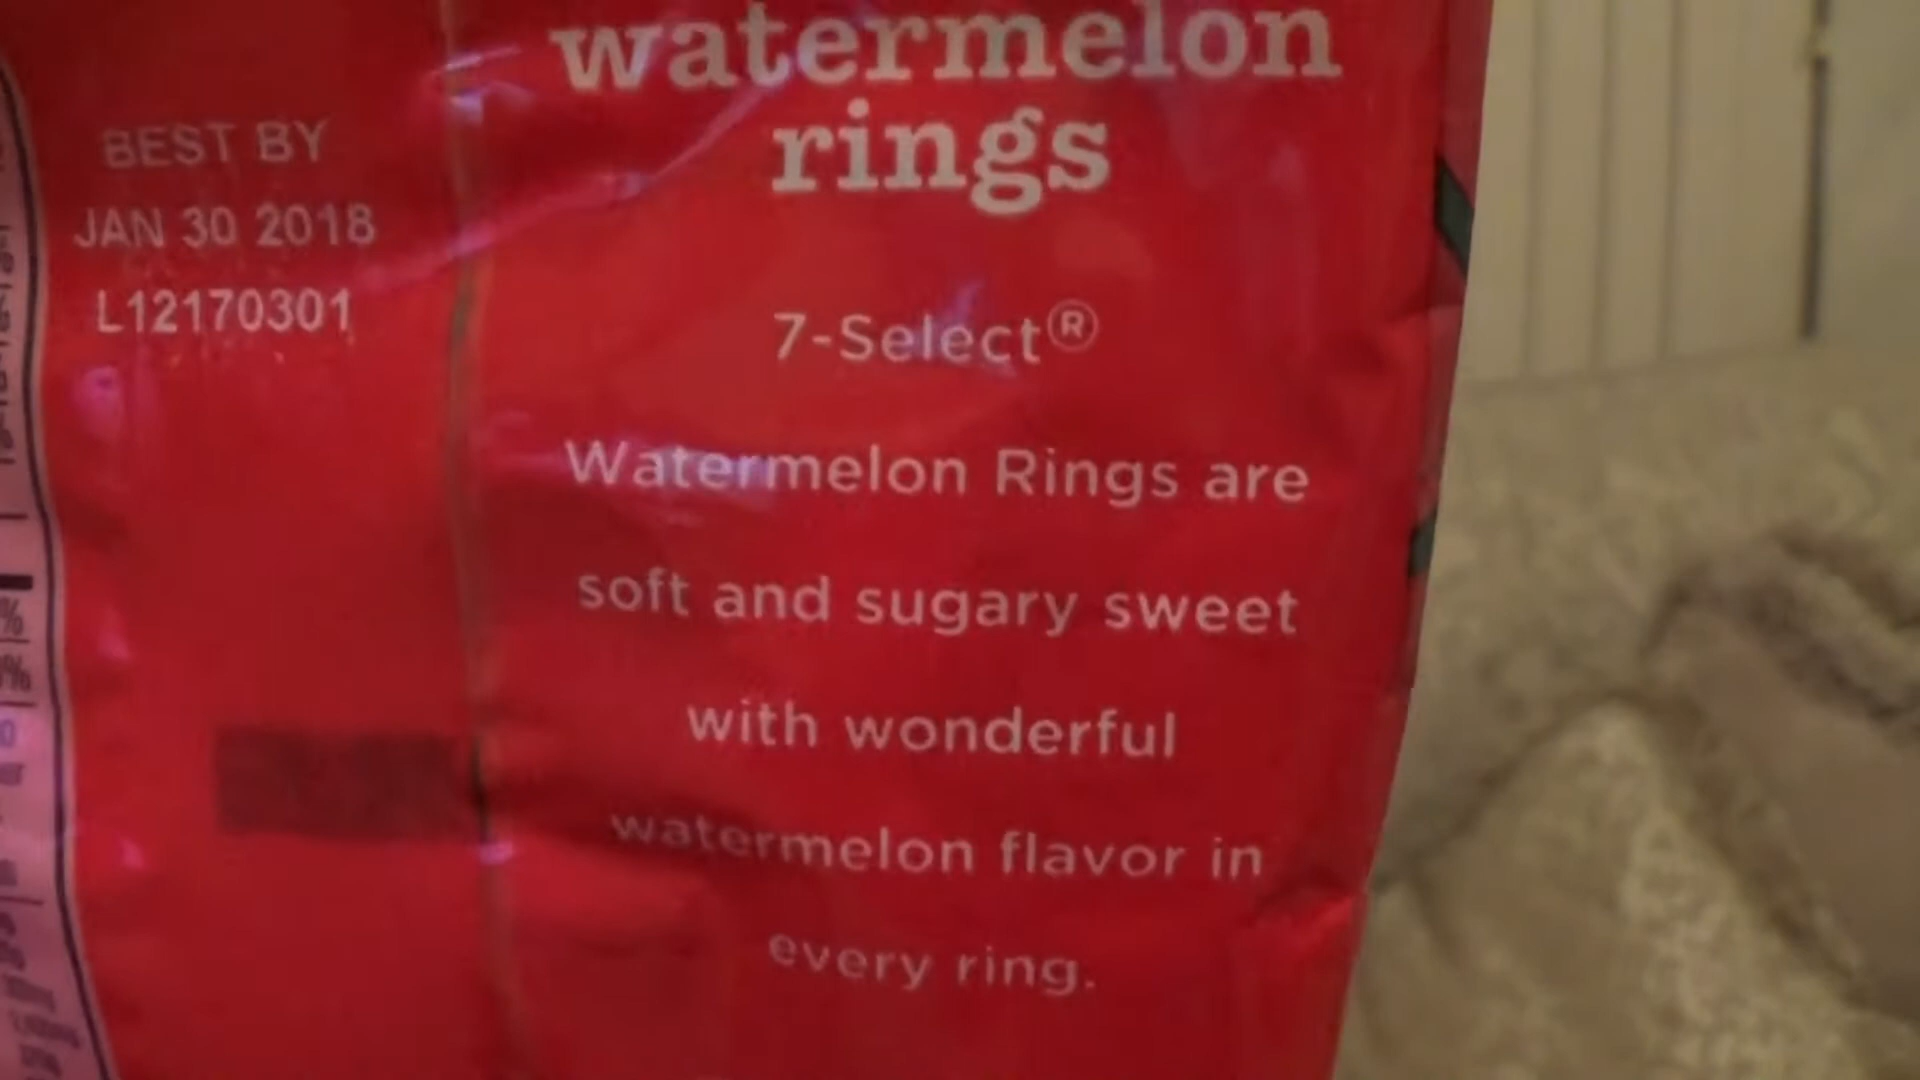 watermelon
rings
BEST BY
JAN 30 2018
L12170301
7-Select®
Watermelon Rings are
soft and sugary sweet
with wonderful
watermelon flavor in
every ring.